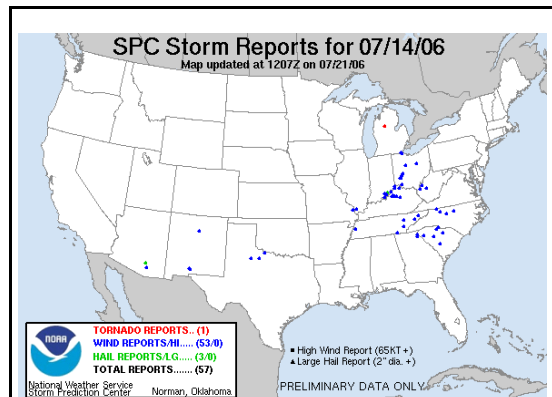 SPC Storm Reports for 07/14/06
Map updated at 1207Z on 07/21/06
NOAA
TORNADO REPORTS.. (1)
WIND REPORTS/HI..... (53/0)
HAIL REPORTS/LG..... (3/0)
TOTAL REPORTS....... (57)
National Weather Service
Storm Prediction Center Norman, Oklahoma
High Wind Report (65KT +)
Large Hail Report (2" dia. +)
PRELIMINARY DATA ONLY